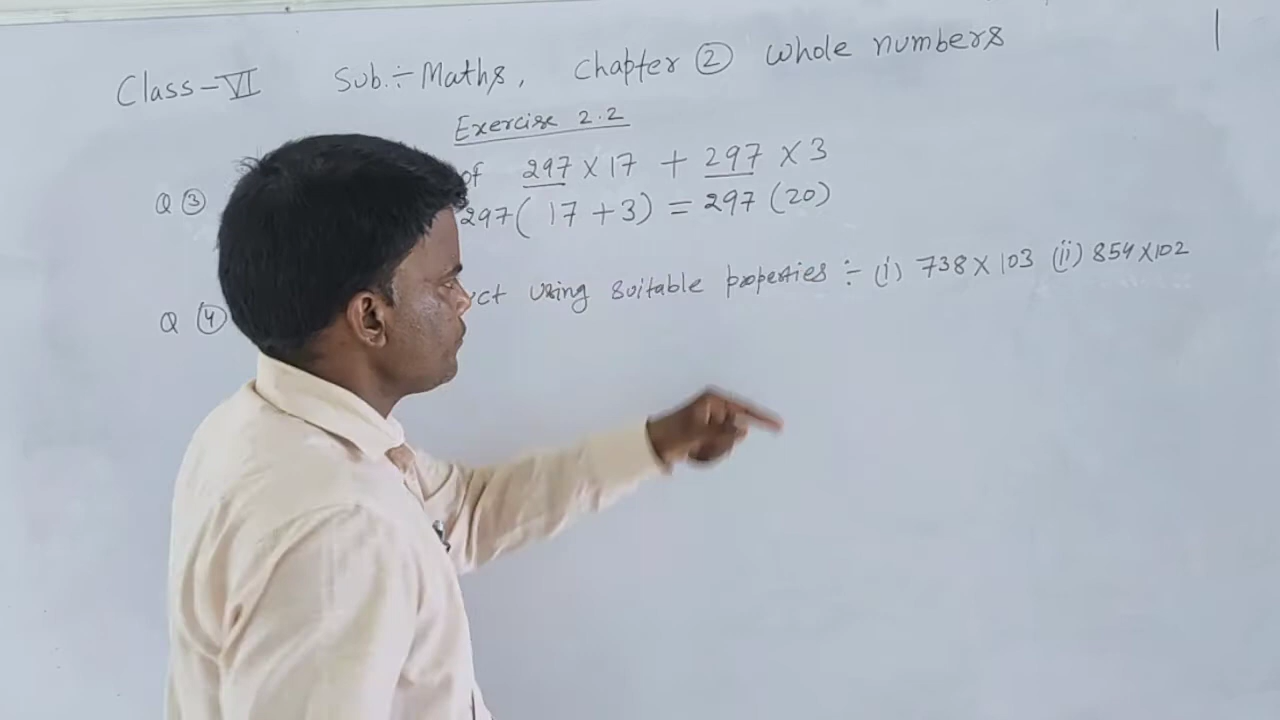 Class-VI Sub.÷ Maths, Chapter ② Whole numbers |
Exercise 2.2
Q ③ of 297 × 17 + 297 × 3
297( 17 + 3) = 297 (20)
Q ④ ct using suitable properties ÷ (i) 738 × 103 (ii) 854 × 102